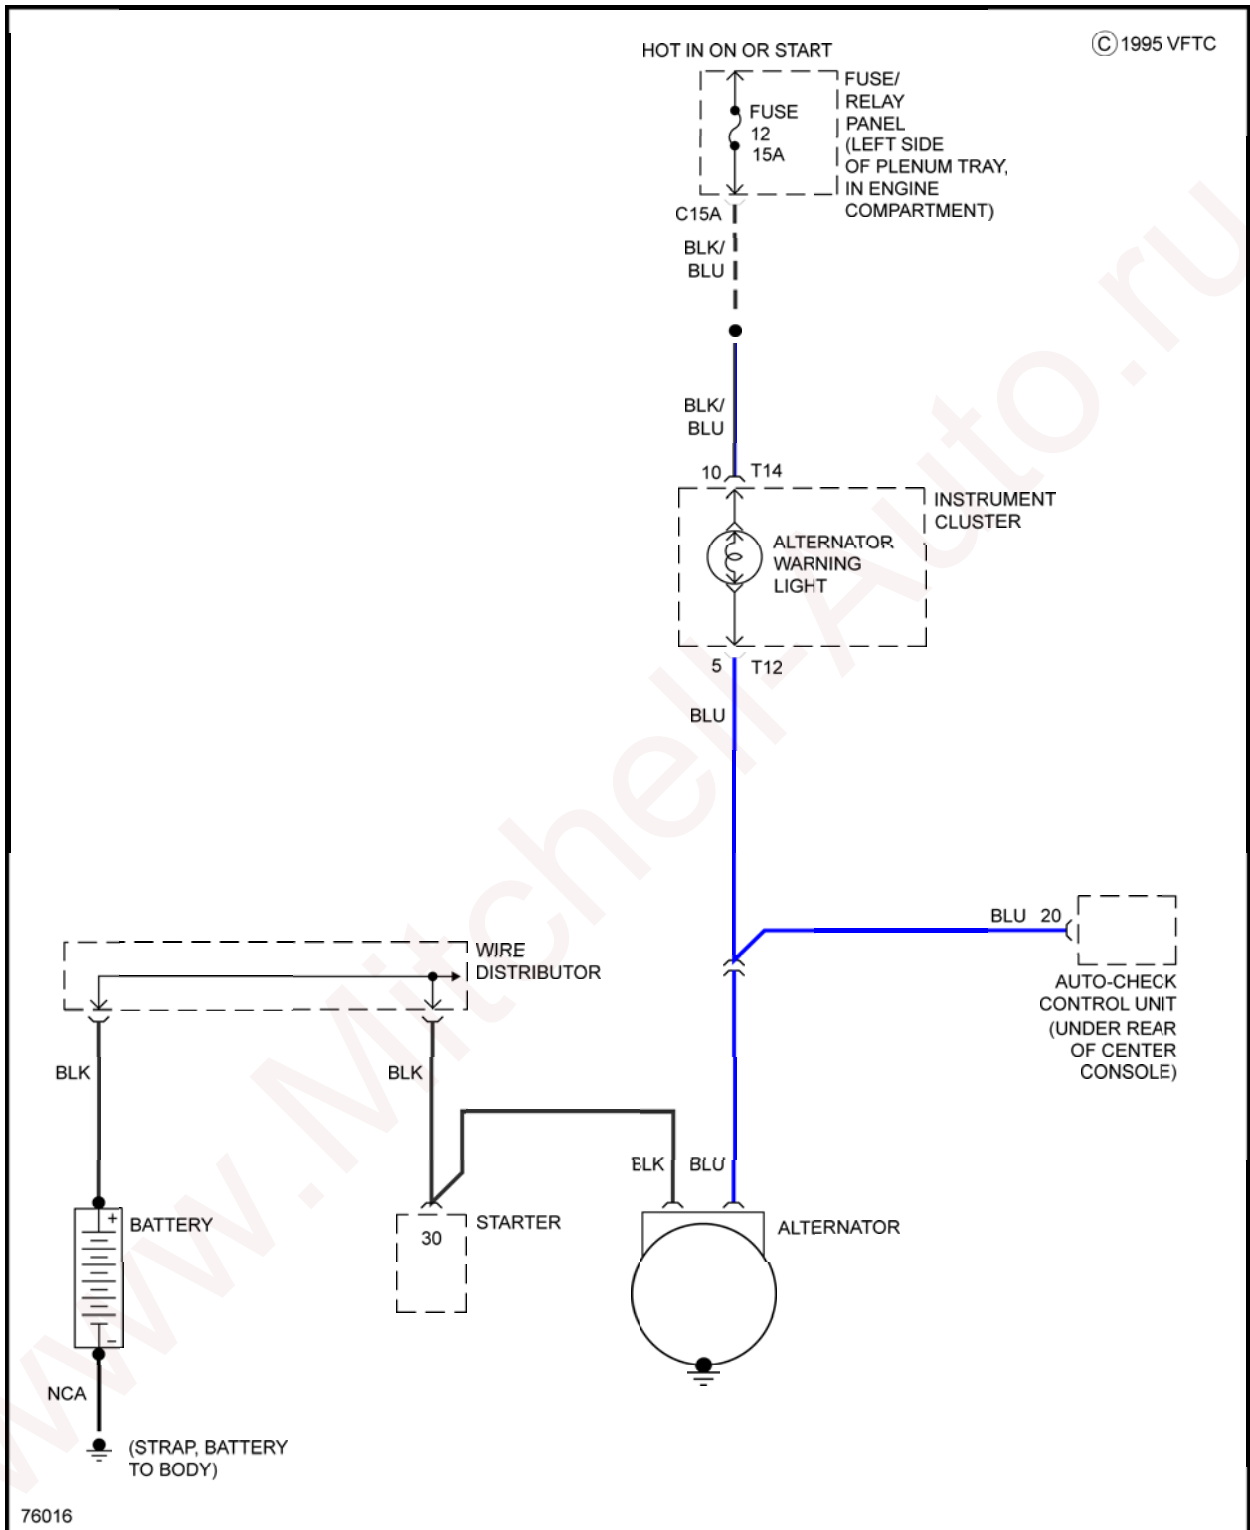 HOT IN ON OR START
© 1995 VFTC
FUSE/
RELAY
PANEL
(LEFT SIDE
OF PLENUM TRAY,
IN ENGINE
COMPARTMENT)
FUSE
12
15A
C15A
BLK/
BLU
BLK/
BLU
10 T14
INSTRUMENT
CLUSTER
ALTERNATOR
WARNING
LIGHT
5 T12
BLU
BLU 20
AUTO-CHECK
CONTROL UNIT
(UNDER REAR
OF CENTER
CONSOLE)
WIRE
DISTRIBUTOR
BLK
BLK
BLK
BLU
+
BATTERY
-
30
STARTER
ALTERNATOR
NCA
(STRAP, BATTERY
TO BODY)
76016
www.Mitchell-Auto.ru